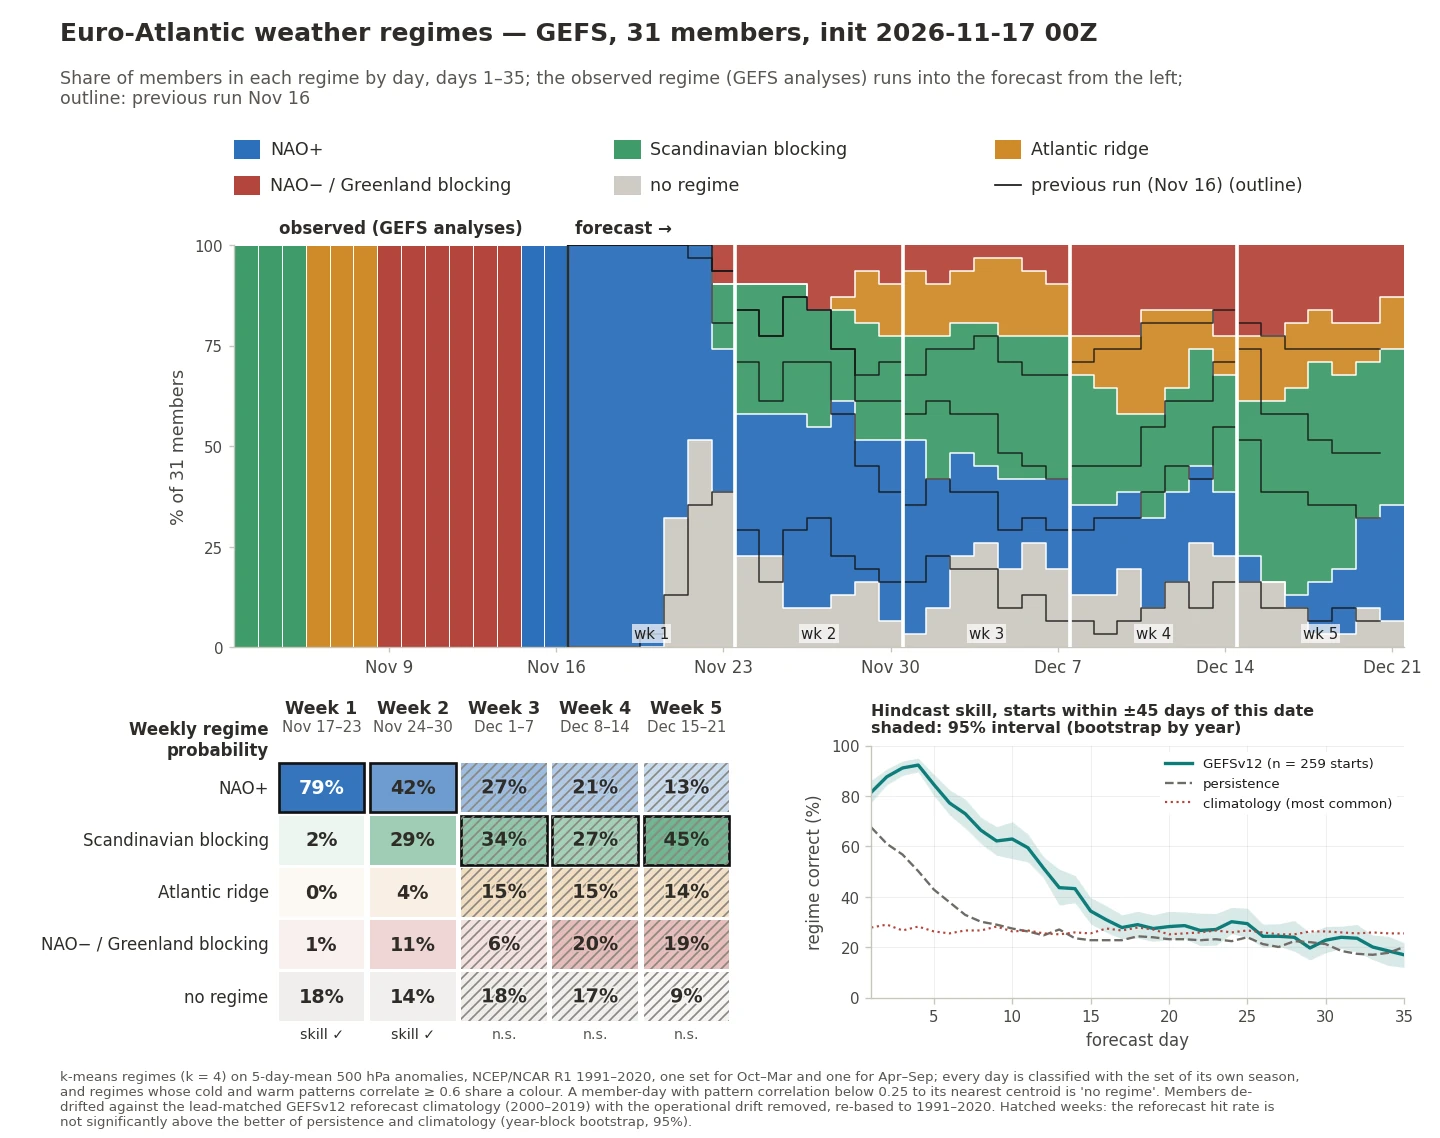 Euro-Atlantic weather regimes — GEFS, 31 members, init 2026-11-17 00Z
Share of members in each regime by day, days 1–35; the observed regime (GEFS analyses) runs into the forecast from the left;
outline: previous run Nov 16
NAO+
Scandinavian blocking
Atlantic ridge
NAO− / Greenland blocking
no regime
previous run (Nov 16) (outline)
observed (GEFS analyses)
forecast →
% of 31 members
100
75
50
25
0
wk 1
wk 2
wk 3
wk 4
wk 5
Nov 9
Nov 16
Nov 23
Nov 30
Dec 7
Dec 14
Dec 21
Weekly regime
probability
Week 1 Week 2 Week 3 Week 4 Week 5
Nov 17–23 Nov 24–30 Dec 1–7 Dec 8–14 Dec 15–21
NAO+ 79% 42% 27% 21% 13%
Scandinavian blocking 2% 29% 34% 27% 45%
Atlantic ridge 0% 4% 15% 15% 14%
NAO− / Greenland blocking 1% 11% 6% 20% 19%
no regime 18% 14% 18% 17% 9%
skill ✓ skill ✓ n.s. n.s. n.s.
Hindcast skill, starts within ±45 days of this date
shaded: 95% interval (bootstrap by year)
GEFSv12 (n = 259 starts)
persistence
climatology (most common)
regime correct (%)
100
80
60
40
20
0
5 10 15 20 25 30 35
forecast day
k-means regimes (k = 4) on 5-day-mean 500 hPa anomalies, NCEP/NCAR R1 1991–2020, one set for Oct–Mar and one for Apr–Sep; every day is classified with the set of its own season,
and regimes whose cold and warm patterns correlate ≥ 0.6 share a colour. A member-day with pattern correlation below 0.25 to its nearest centroid is 'no regime'. Members de-
drifted against the lead-matched GEFSv12 reforecast climatology (2000–2019) with the operational drift removed, re-based to 1991–2020. Hatched weeks: the reforecast hit rate is
not significantly above the better of persistence and climatology (year-block bootstrap, 95%).